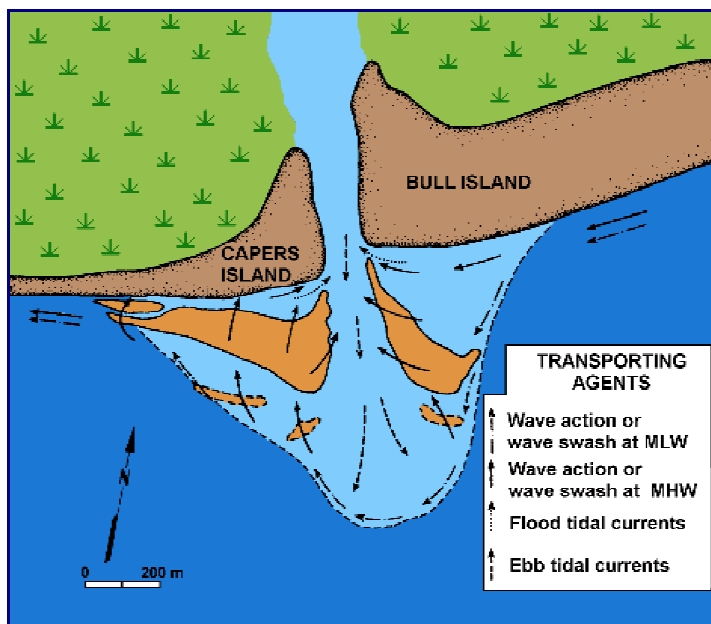 BULL ISLAND
CAPERS
ISLAND
TRANSPORTING
AGENTS
Wave action or
wave swash at MLW
Wave action or
wave swash at MHW
Flood tidal currents
Ebb tidal currents
N
0 200 m